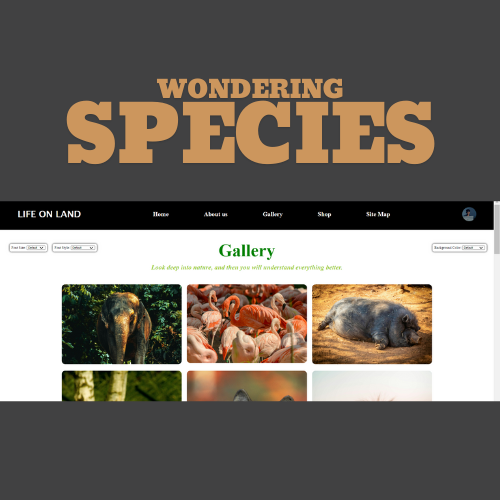 WONDERING
SPECIES
LIFE ON LAND Home About us Gallery Shop Site Map
Font Size: Default Font Style: Default Background Color: Default
Gallery
Look deep into nature, and then you will understand everything better.